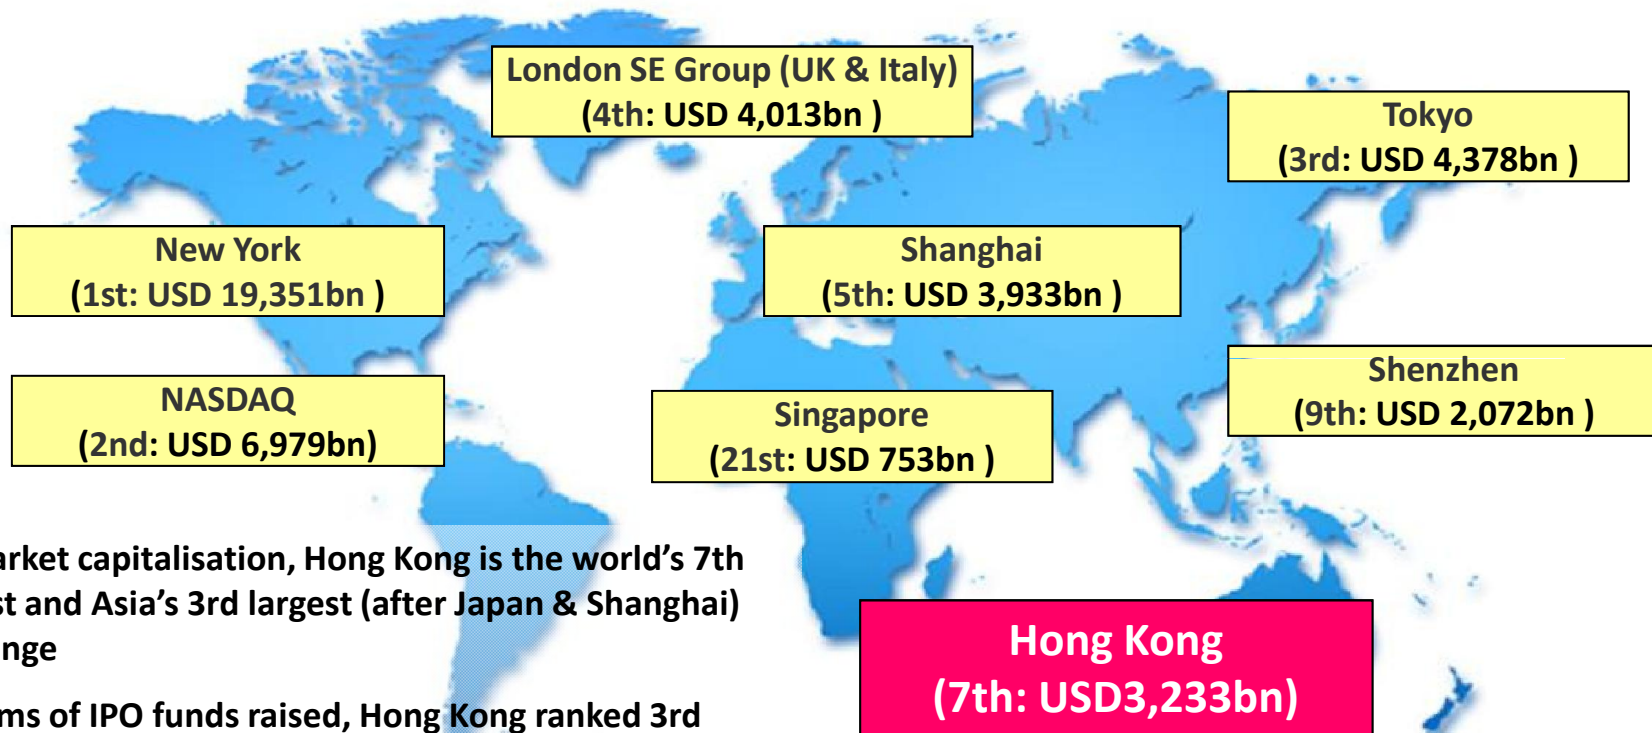 London SE Group (UK & Italy)
(4th: USD 4,013bn )
Tokyo
(3rd: USD 4,378bn )
New York
(1st: USD 19,351bn )
Shanghai
(5th: USD 3,933bn )
NASDAQ
(2nd: USD 6,979bn)
Singapore
(21st: USD 753bn )
Shenzhen
(9th: USD 2,072bn )
arket capitalisation, Hong Kong is the world’s 7th
st and Asia’s 3rd largest (after Japan & Shanghai)
nge
ms of IPO funds raised, Hong Kong ranked 3rd
Hong Kong
(7th: USD3,233bn)